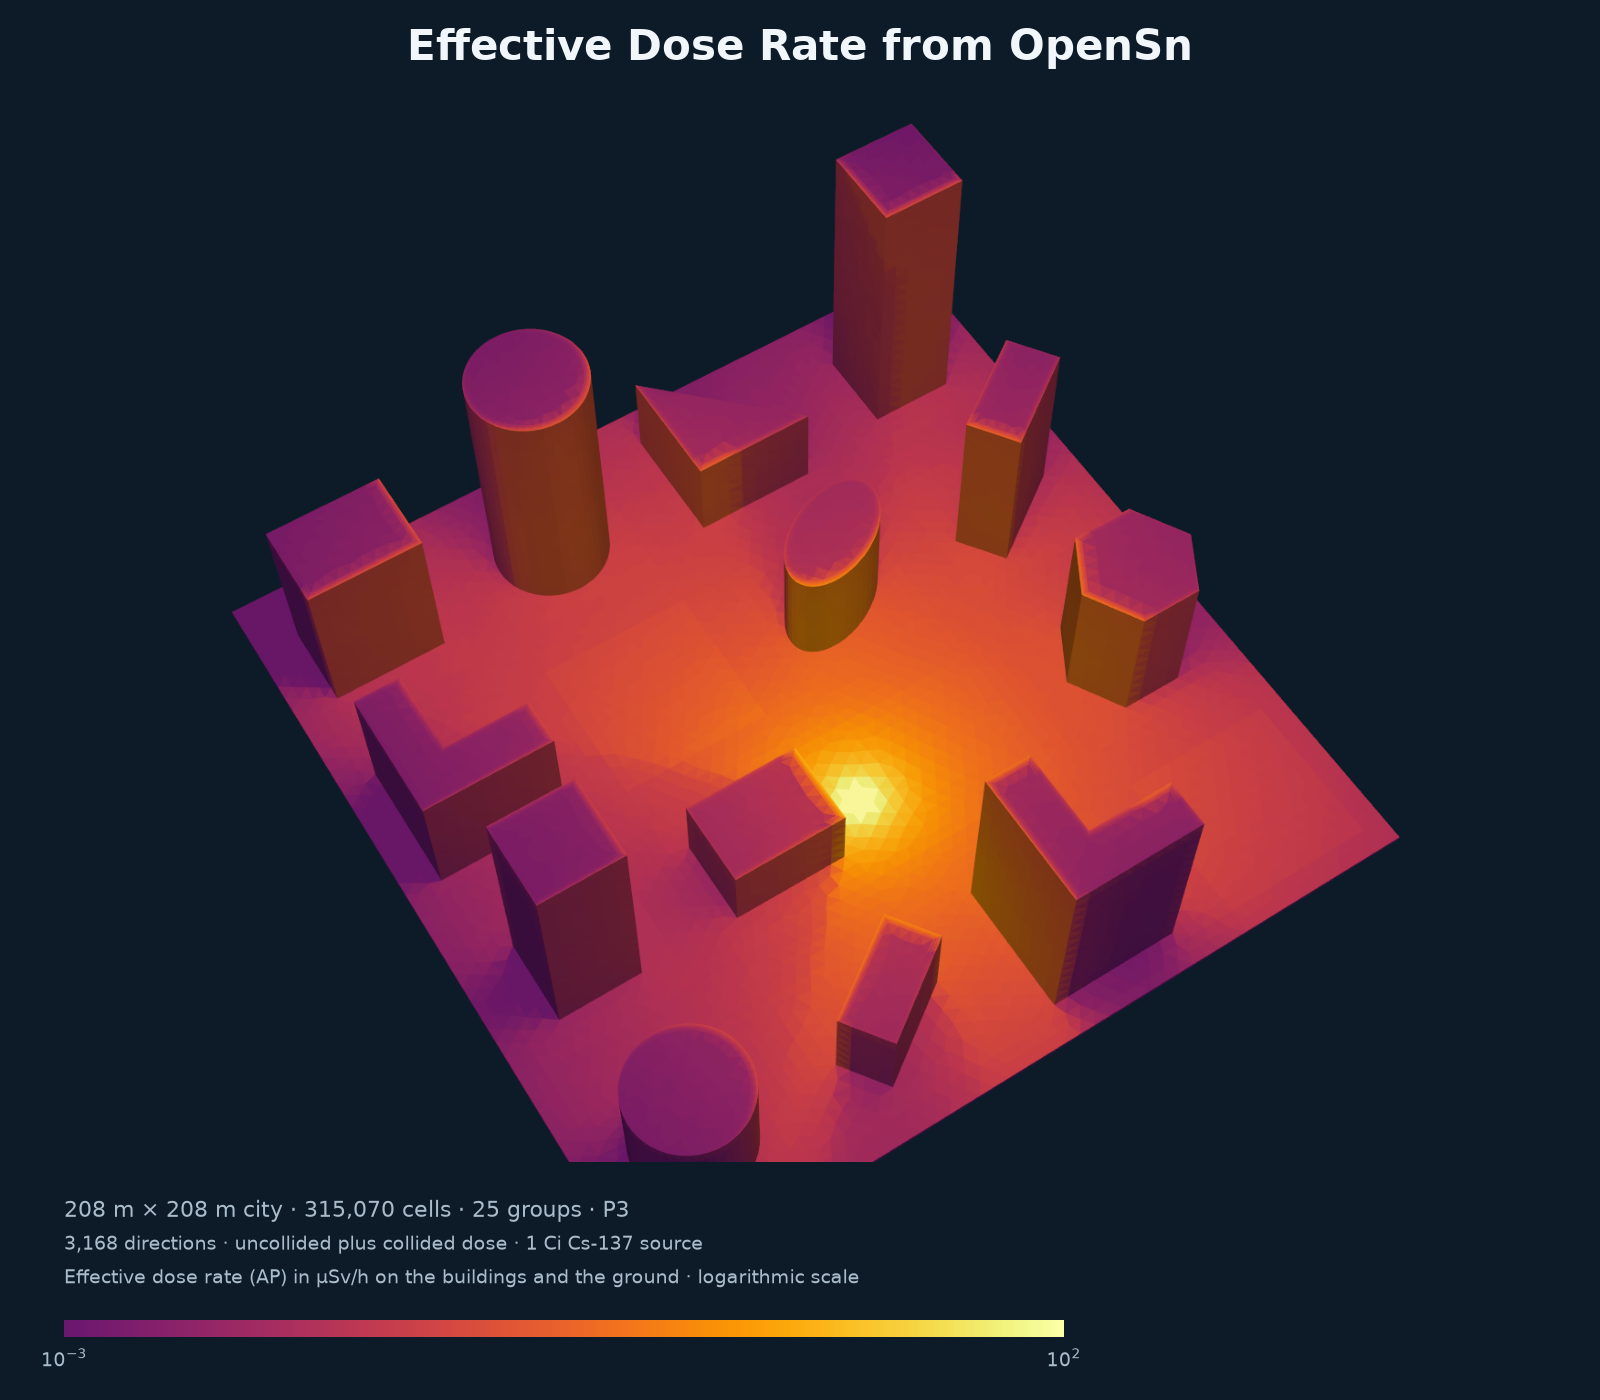 Effective Dose Rate from OpenSn
208 m × 208 m city · 315,070 cells · 25 groups · P3
3,168 directions · uncollided plus collided dose · 1 Ci Cs-137 source
Effective dose rate (AP) in μSv/h on the buildings and the ground · logarithmic scale
10⁻³ 10²